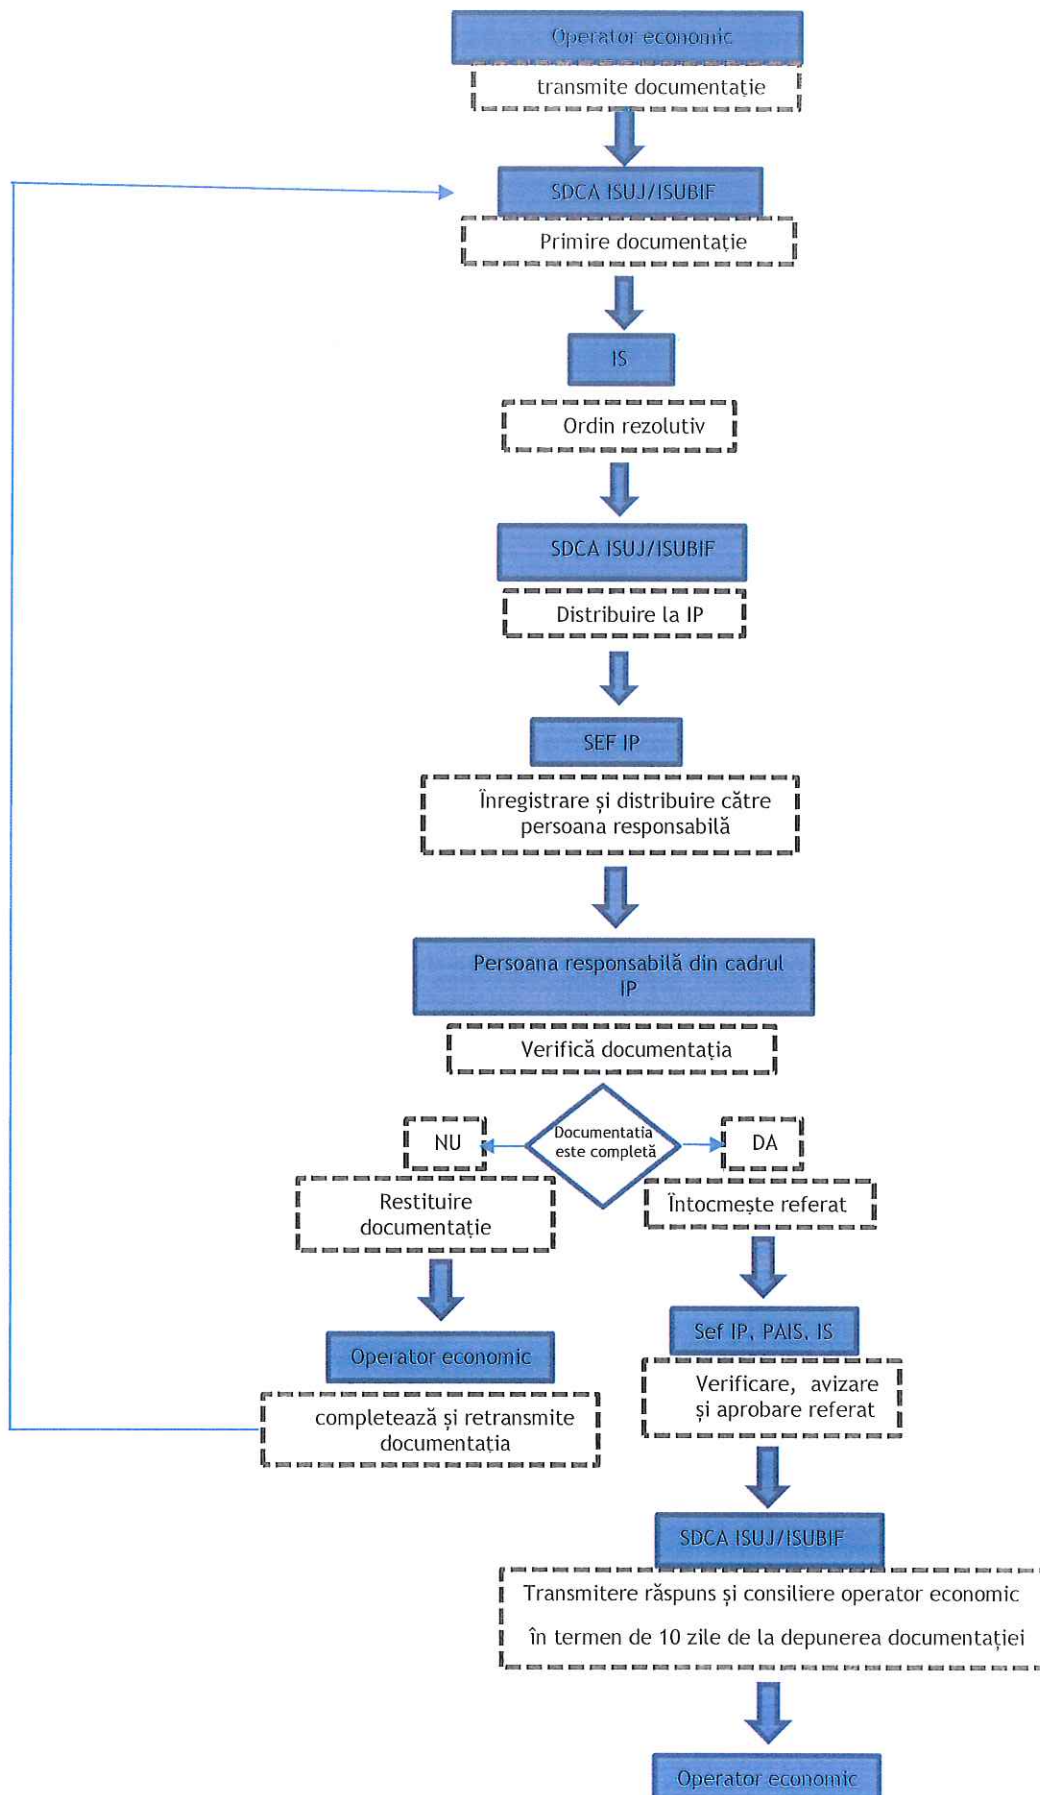 Operator economic
transmite documentație
SDCA ISUJ/ISUBIF
Primire documentație
IS
Ordin rezolutiv
SDCA ISUJ/ISUBIF
Distribuire la IP
SEF IP
Înregistrare și distribuire către
persoana responsabilă
Persoana responsabilă din cadrul
IP
Verifică documentația
Documentatia
este completă
NU
DA
Restituire
documentație
Întocmește referat
Operator economic
completează și retransmite
documentația
Sef IP, PAIS, IS
Verificare, avizare
și aprobare referat
SDCA ISUJ/ISUBIF
Transmitere răspuns și consiliere operator economic
în termen de 10 zile de la depunerea documentației
Operator economic